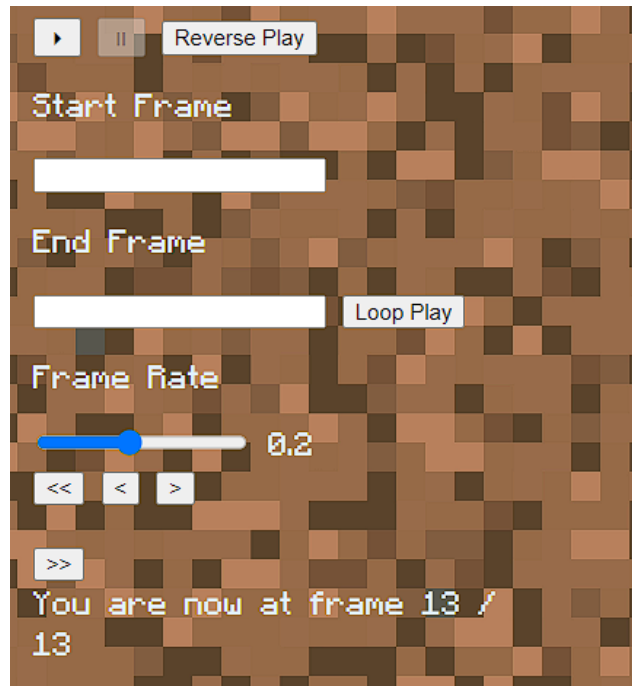 Reverse Play
Start Frame
End Frame
Loop Play
Frame Rate
0.2
<< < >
>>
You are now at frame 13 /
13